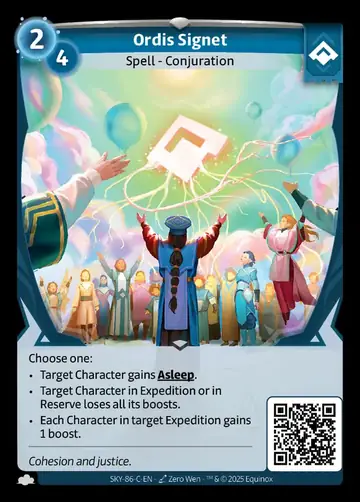 2
4
Ordis Signet
Spell - Conjuration
Choose one:
• Target Character gains Asleep.
• Target Character in Expedition or in
Reserve loses all its boosts.
• Each Character in target Expedition gains
1 boost.
Cohesion and justice.
SKY-86-C-EN - Zero Wen - ™ & © 2025 Equinox